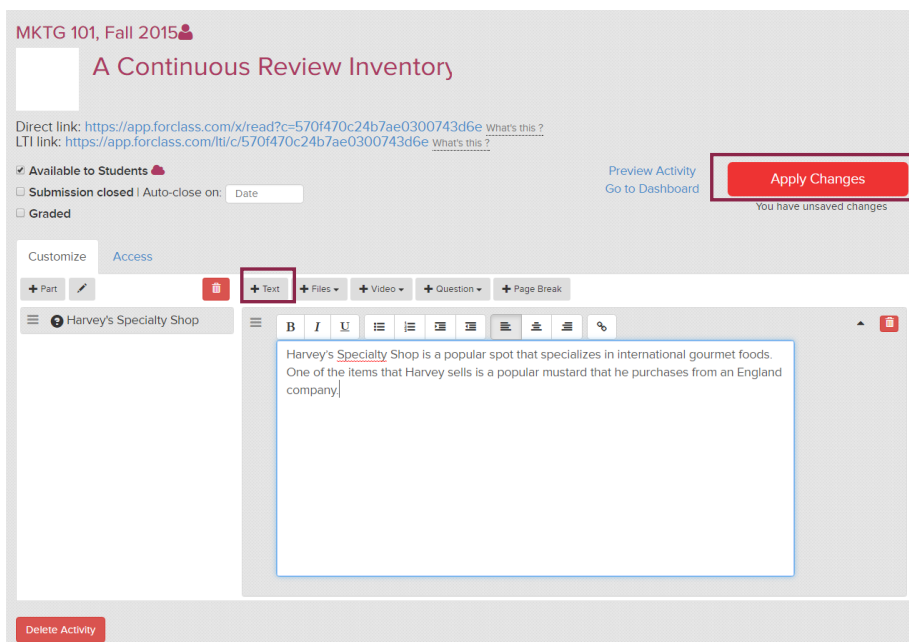 MKTG 101, Fall 2015
A Continuous Review Inventory
Direct link: https://app.forclass.com/x/read?c=570f470c24b7ae0300743d6e What's this ?
LTI link: https://app.forclass.com/lti/c/570f470c24b7ae0300743d6e What's this ?
Available to Students
Preview Activity
Apply Changes
Submission closed | Auto-close on: Date
Go to Dashboard
You have unsaved changes
Graded
Customize Access
+ Part + Text + Files + Video + Question + Page Break
Harvey's Specialty Shop
B I U
Harvey's Specialty Shop is a popular spot that specializes in international gourmet foods.
One of the items that Harvey sells is a popular mustard that he purchases from an England
company.
Delete Activity